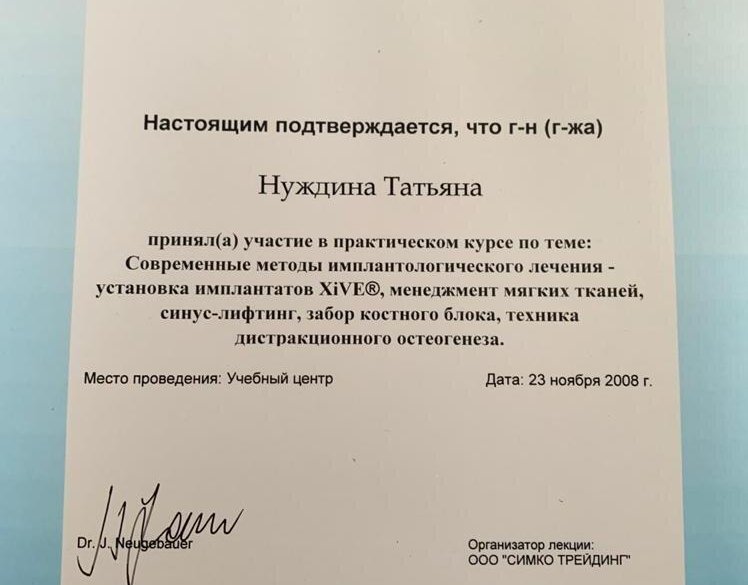 Настоящим подтверждается, что г-н (г-жа)
Нуждина Татьяна
принял(а) участие в практическом курсе по теме:
Современные методы имплантологического лечения -
установка имплантатов XiVE®, менеджмент мягких тканей,
синус-лифтинг, забор костного блока, техника
дистракционного остеогенеза.
Место проведения: Учебный центр Дата: 23 ноября 2008 г.
Dr. J. Neugebauer
Организатор лекции:
ООО "СИМКО ТРЕЙДИНГ"